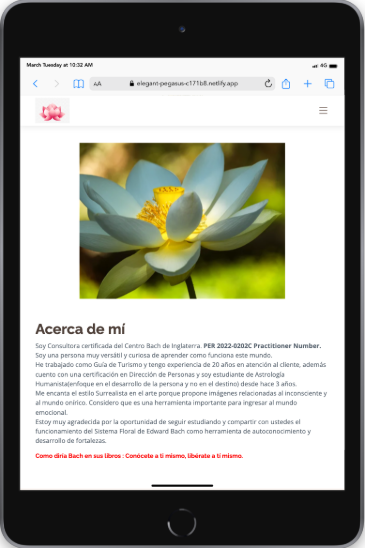 March Tuesday at 10:32 AM
4G
AA
elegant-pegasus-c171b8.netlify.app
Acerca de mí
Soy Consultora certificada del Centro Bach de Inglaterra. PER 2022-0202C Practitioner Number.
Soy una persona muy versátil y curiosa de aprender como funciona este mundo.
He trabajado como Guía de Turismo y tengo experiencia de 20 años en atención al cliente, además
cuento con una certificación en Dirección de Personas y soy estudiante de Astrología
Humanista(enfoque en el desarrollo de la persona y no en el destino) desde hace 3 años.
Me encanta el estilo Surrealista en el arte porque propone imágenes relacionadas al inconsciente y
al mundo onírico. Considero que es una herramienta importante para ingresar al mundo
emocional.
Estoy muy agradecida por la oportunidad de seguir estudiando y compartir con ustedes el
funcionamiento del Sistema Floral de Edward Bach como herramienta de autoconocimiento y
desarrollo de fortalezas.
Como diría Bach en sus libros : Conócete a ti mismo, libérate a ti mismo.